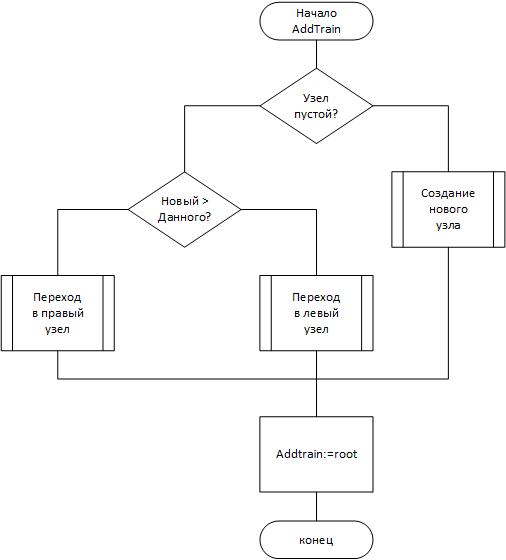 Начало
AddTrain
Узел
пустой?
Новый >
Данного?
Создание
нового
узла
Переход
в правый
узел
Переход
в левый
узел
Addtrain:=root
конец